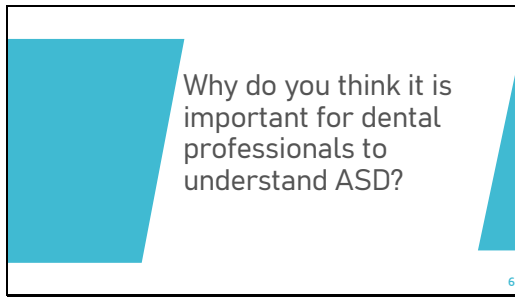 Why do you think it is
important for dental
professionals to
understand ASD?
6